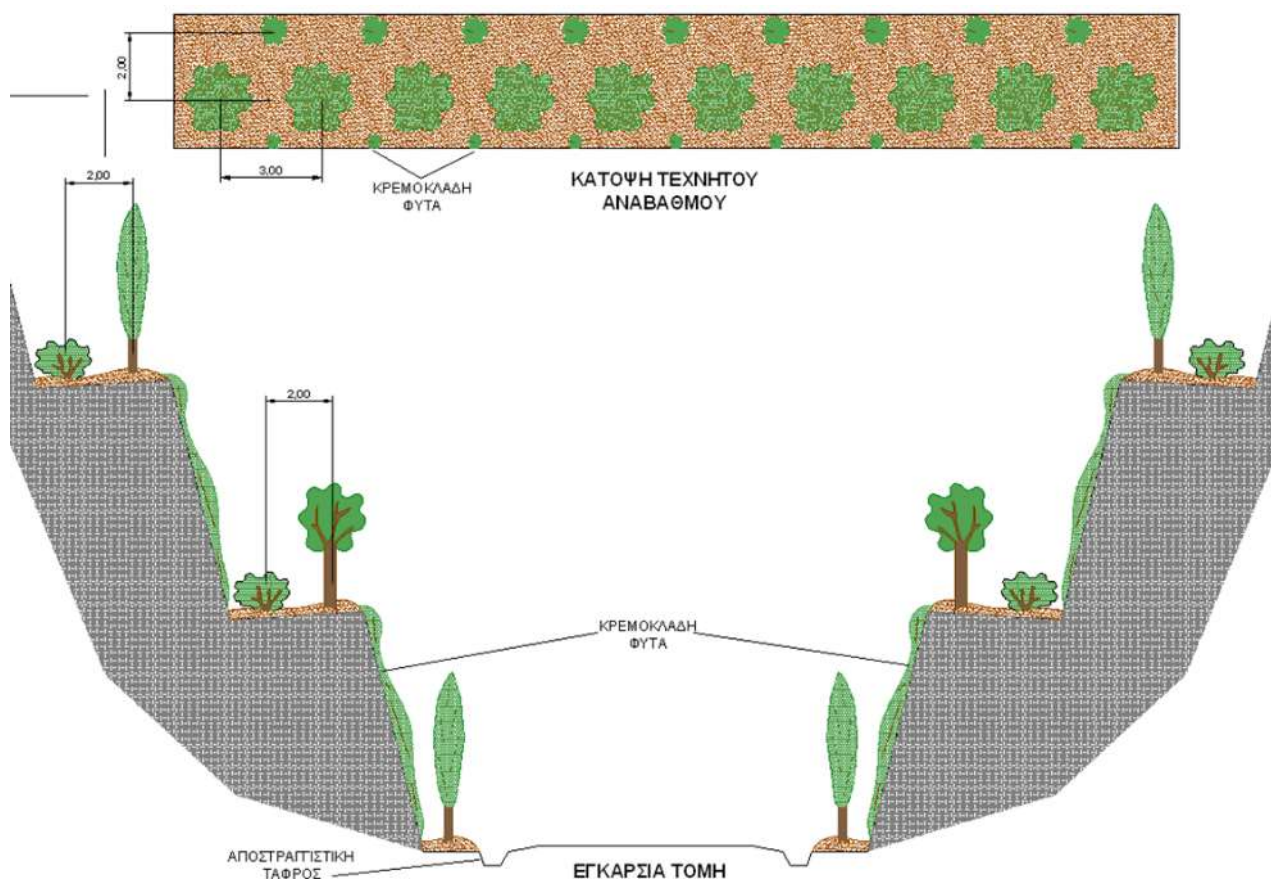 2,00
3,00
ΚΡΕΜΟΚΛΑΔΗ
ΦΥΤΑ
ΚΑΤΟΨΗ ΤΕΧΝΗΤΟΥ
ΑΝΑΒΑΘΜΟΥ
2,00
2,00
ΚΡΕΜΟΚΛΑΔΗ
ΦΥΤΑ
ΑΠΟΣΤΡΑΓΓΙΣΤΙΚΗ
ΤΑΦΡΟΣ
ΕΓΚΑΡΣΙΑ ΤΟΜΗ